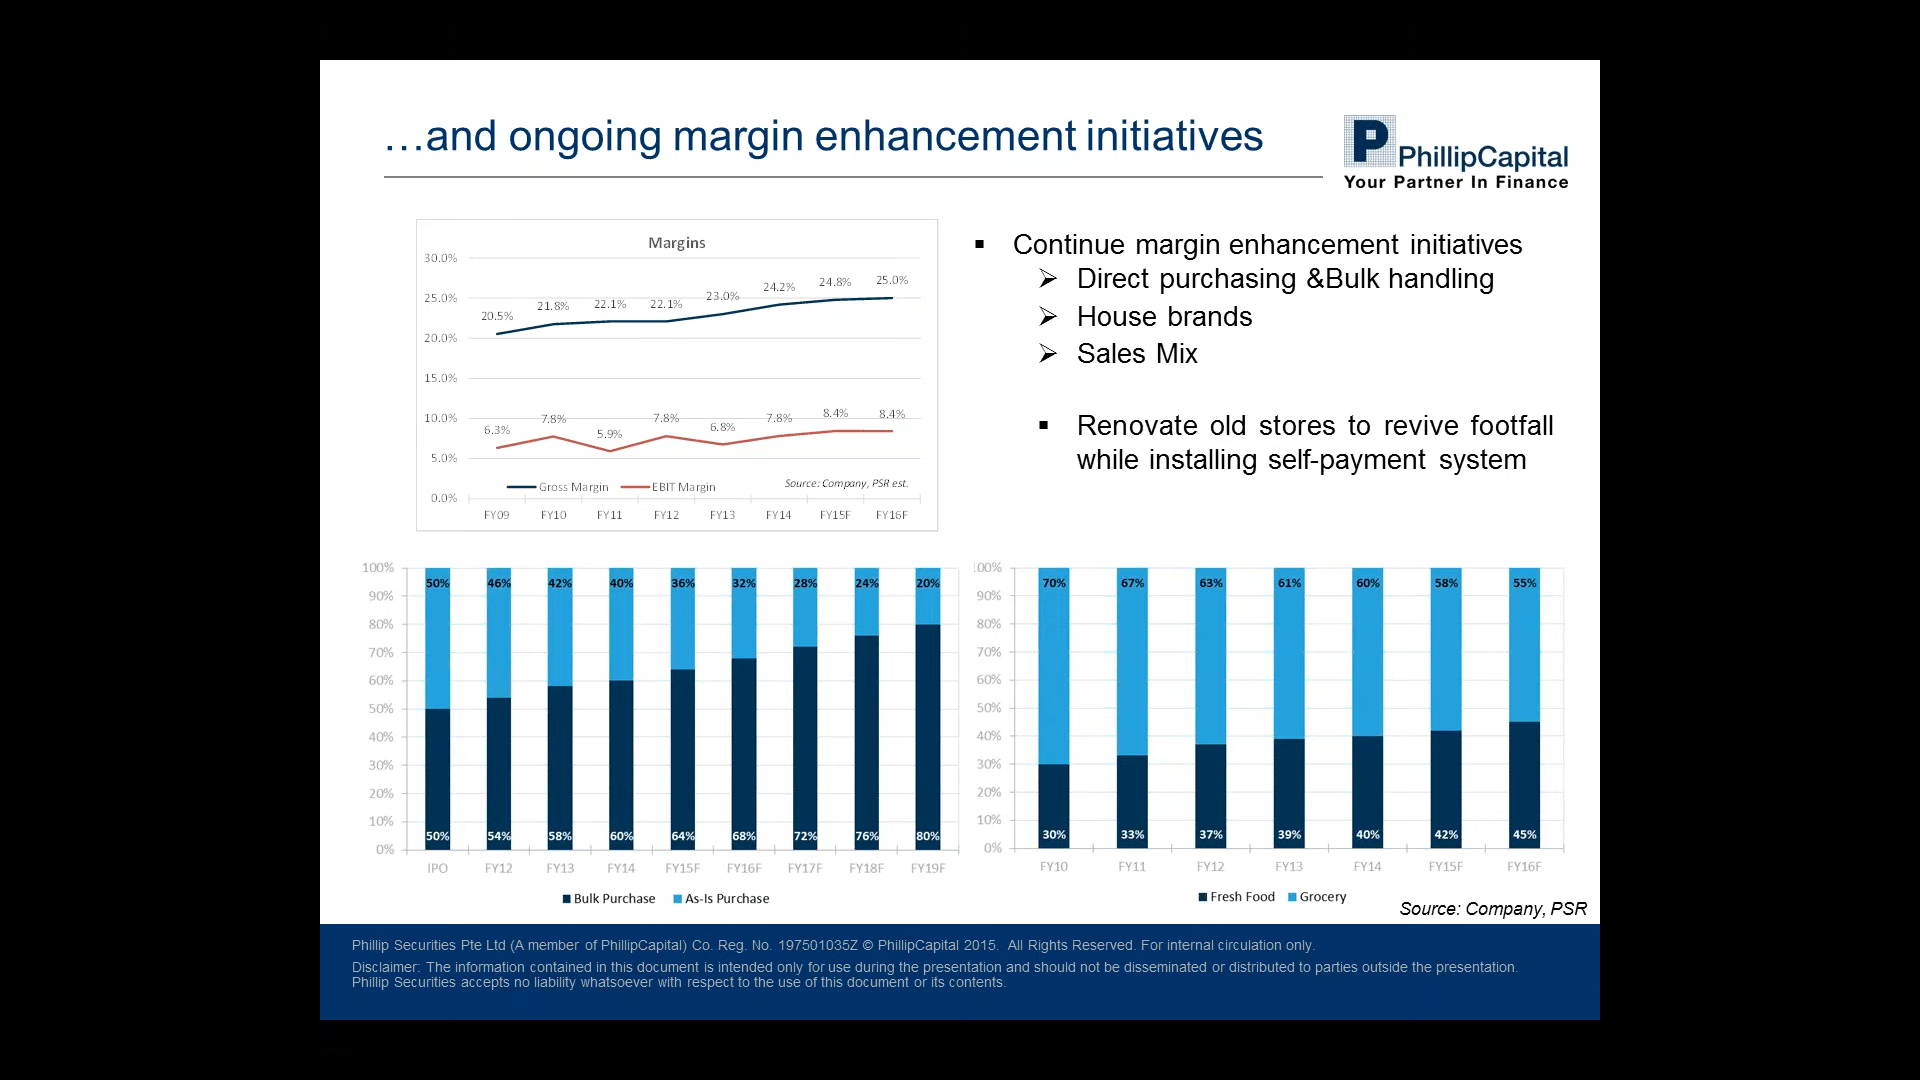 …and ongoing margin enhancement initiatives
P
PhillipCapital
Your Partner In Finance
Margins
30.0%
25.0%
20.0%
15.0%
10.0%
5.0%
0.0%
20.5% 21.8% 22.1% 22.1% 23.0% 24.2% 24.8% 25.0%
6.3% 7.8% 5.9% 7.8% 6.8% 7.8% 8.4% 8.4%
Gross Margin EBIT Margin Source: Company, PSR est.
FY09 FY10 FY11 FY12 FY13 FY14 FY15F FY16F
▪ Continue margin enhancement initiatives
➢ Direct purchasing &Bulk handling
➢ House brands
➢ Sales Mix
▪ Renovate old stores to revive footfall
while installing self-payment system
100%
90%
80%
70%
60%
50%
40%
30%
20%
10%
0%
50% 46% 42% 40% 36% 32% 28% 24% 20%
50% 54% 58% 60% 64% 68% 72% 76% 80%
IPO FY12 FY13 FY14 FY15F FY16F FY17F FY18F FY19F
Bulk Purchase As-Is Purchase
00%
90%
80%
70%
60%
50%
40%
30%
20%
10%
0%
70% 67% 63% 61% 60% 58% 55%
30% 33% 37% 39% 40% 42% 45%
FY10 FY11 FY12 FY13 FY14 FY15F FY16F
Fresh Food Grocery
Source: Company, PSR
Phillip Securities Pte Ltd (A member of PhillipCapital) Co. Reg. No. 197501035Z © PhillipCapital 2015. All Rights Reserved. For internal circulation only.
Disclaimer: The information contained in this document is intended only for use during the presentation and should not be disseminated or distributed to parties outside the presentation.
Phillip Securities accepts no liability whatsoever with respect to the use of this document or its contents.